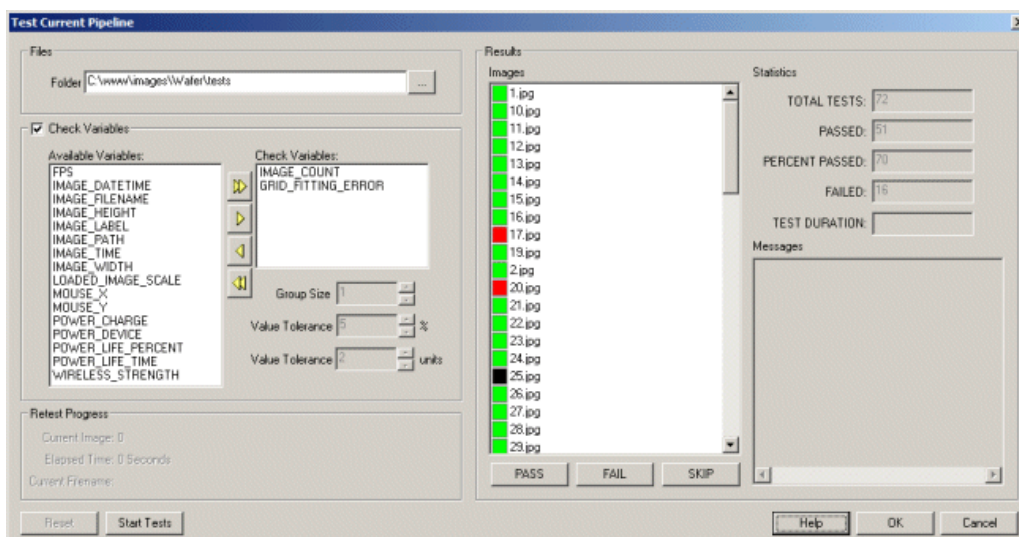 Test Current Pipeline
Files
Folder C:\www\images\Wafer\tests ...
Check Variables
Available Variables:
FPS
IMAGE_DATETIME
IMAGE_FILENAME
IMAGE_HEIGHT
IMAGE_LABEL
IMAGE_PATH
IMAGE_TIME
IMAGE_WIDTH
LOADED_IMAGE_SCALE
MOUSE_X
MOUSE_Y
POWER_CHARGE
POWER_DEVICE
POWER_LIFE_PERCENT
POWER_LIFE_TIME
WIRELESS_STRENGTH
Check Variables:
IMAGE_COUNT
GRID_FITTING_ERROR
Group Size 1
Value Tolerance 5 %
Value Tolerance 2 units
Retest Progress
Current Image: 0
Elapsed Time: 0 Seconds
Current Filename:
Reset
Start Tests
Results
Images
1.jpg
10.jpg
11.jpg
12.jpg
13.jpg
14.jpg
15.jpg
16.jpg
17.jpg
19.jpg
2.jpg
20.jpg
21.jpg
22.jpg
23.jpg
24.jpg
25.jpg
26.jpg
27.jpg
28.jpg
29.jpg
PASS
FAIL
SKIP
Statistics
TOTAL TESTS: 72
PASSED: 51
PERCENT PASSED: 70
FAILED: 16
TEST DURATION:
Messages
Help
OK
Cancel